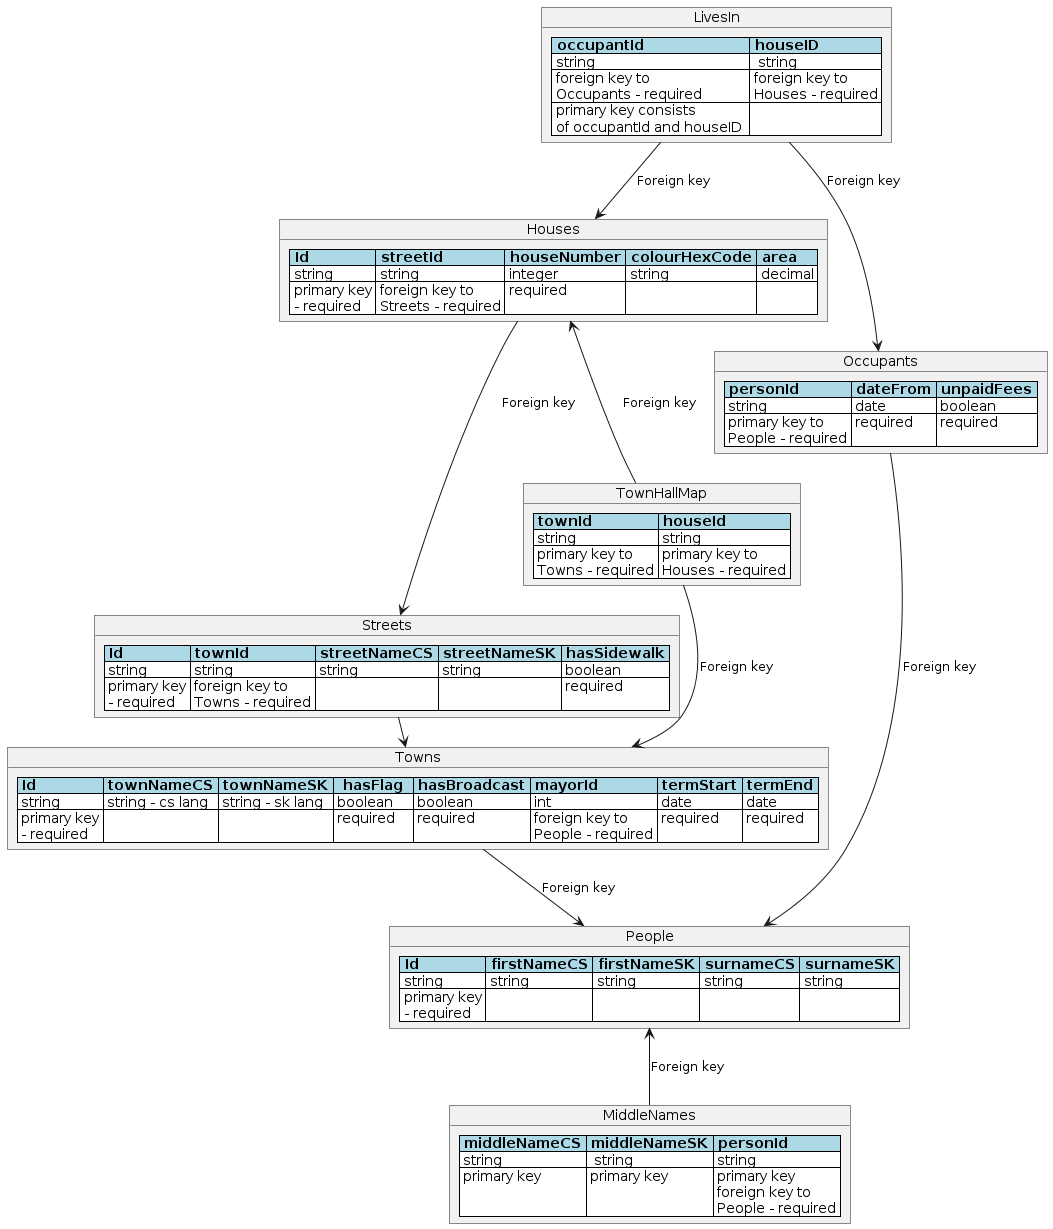 LivesIn
occupantId houseID
string string
foreign key to foreign key to
Occupants - required Houses - required
primary key consists
of occupantId and houseID
Foreign key Foreign key
Houses
Id streetId houseNumber colourHexCode area
string string integer string decimal
primary key foreign key to required
- required Streets - required
Occupants
personId dateFrom unpaidFees
string date boolean
primary key to required required
People - required
Foreign key Foreign key
TownHallMap
townId houseId
string string
primary key to primary key to
Towns - required Houses - required
Streets
Id townId streetNameCS streetNameSK hasSidewalk
string string string string boolean
primary key foreign key to required
- required Towns - required
Foreign key Foreign key
Towns
Id townNameCS townNameSK hasFlag hasBroadcast mayorId termStart termEnd
string string - cs lang string - sk lang boolean boolean int date date
primary key required required foreign key to required required
- required People - required
Foreign key
People
Id firstNameCS firstNameSK surnameCS surnameSK
string string string string string
primary key
- required
Foreign key
MiddleNames
middleNameCS middleNameSK personId
string string string
primary key primary key primary key
foreign key to
People - required